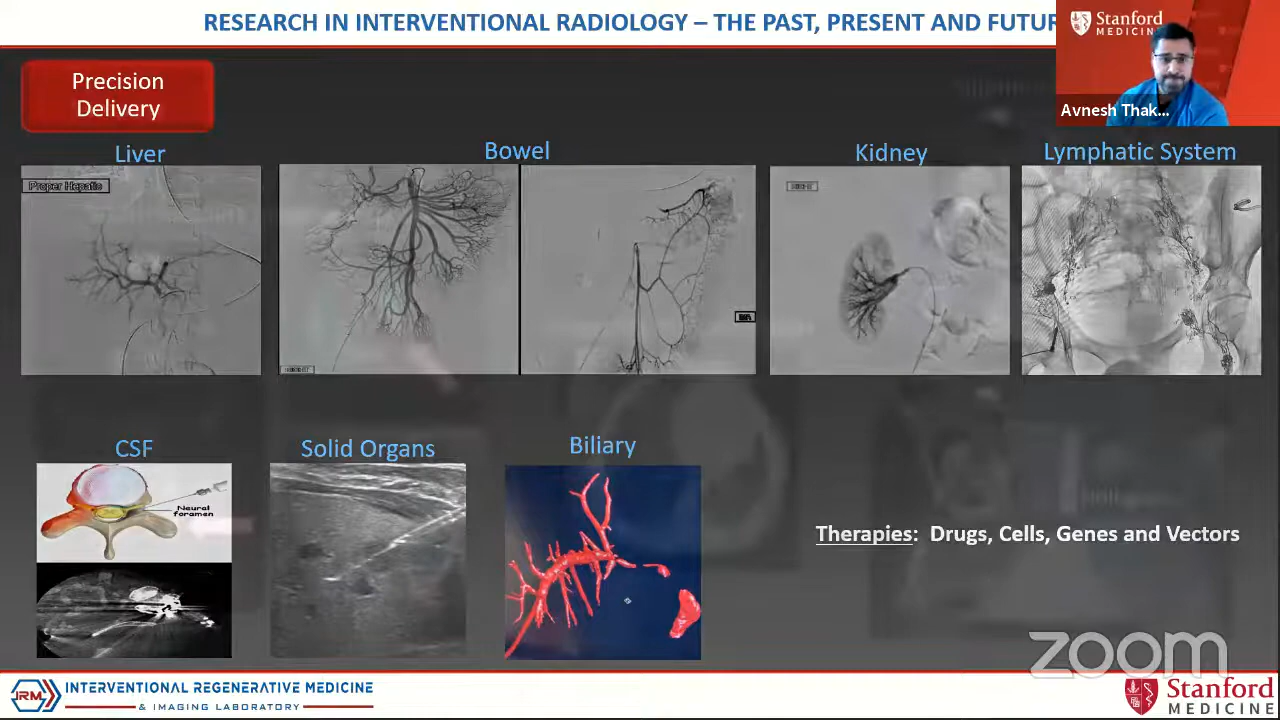 RESEARCH IN INTERVENTIONAL RADIOLOGY – THE PAST, PRESENT AND FUTUR
Stanford
MEDICINE
Avnesh Thak...
Precision
Delivery
Liver
Bowel
Kidney
Lymphatic System
Proper Hepatic
CSF
Solid Organs
Biliary
Neural
foramen
Therapies: Drugs, Cells, Genes and Vectors
zoom
IRM
INTERVENTIONAL REGENERATIVE MEDICINE
& IMAGING LABORATORY
Stanford
MEDICINE